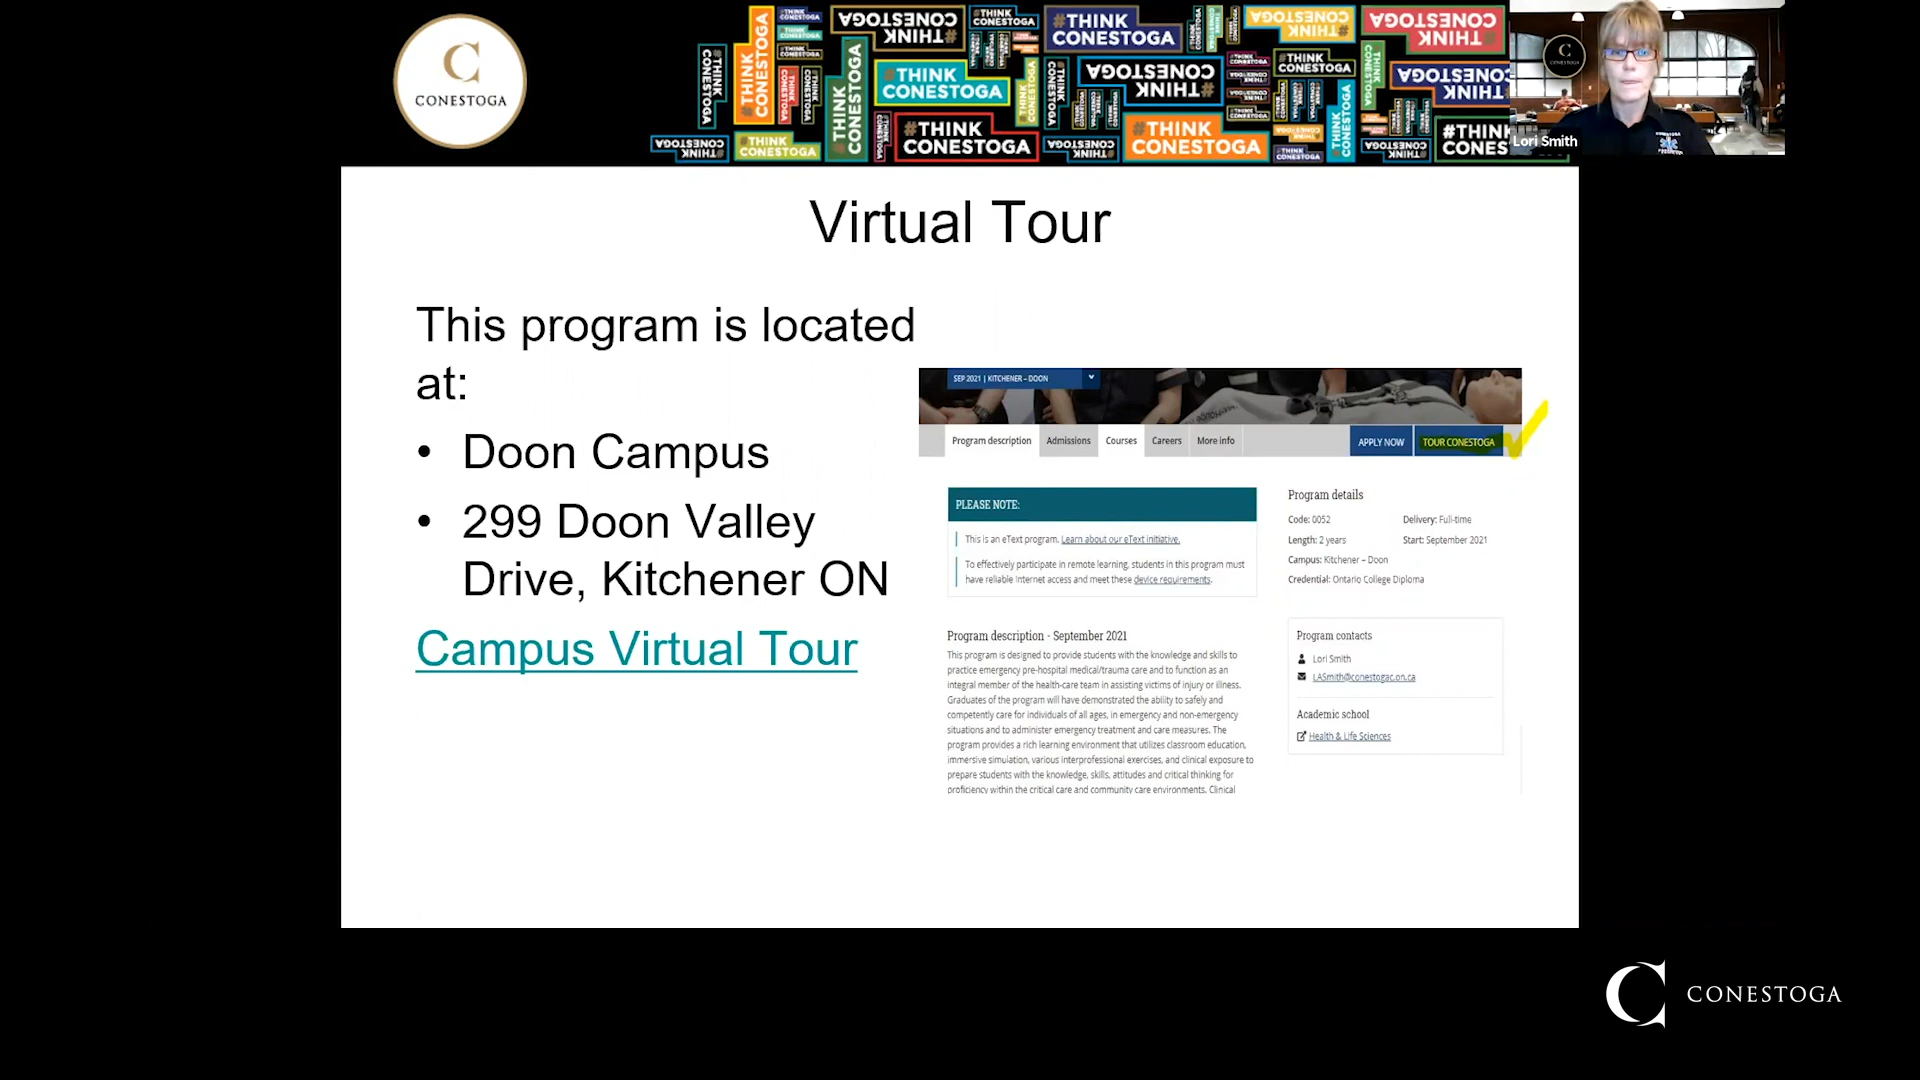 C
CONESTOGA
#THINK CONESTOGA
C
CONESTOGA
Lori Smith
Virtual Tour
This program is located
at:
• Doon Campus
• 299 Doon Valley
Drive, Kitchener ON
Campus Virtual Tour
SEP 2021 | KITCHENER – DOON
Program description
Admissions
Courses
Careers
More info
APPLY NOW
TOUR CONESTOGA
PLEASE NOTE:
This is an eText program. Learn about our eText initiative.
To effectively participate in remote learning, students in this program must
have reliable Internet access and meet these device requirements.
Program description - September 2021
This program is designed to provide students with the knowledge and skills to
practice emergency pre-hospital medical/trauma care and to function as an
integral member of the health-care team in assisting victims of injury or illness.
Graduates of the program will have demonstrated the ability to safely and
competently care for individuals of all ages, in emergency and non-emergency
situations and to administer emergency treatment and care measures. The
program provides a rich learning environment that utilizes classroom education,
immersive simulation, various interprofessional exercises, and clinical exposure to
prepare students with the knowledge, skills, attitudes and critical thinking for
proficiency within the critical care and community care environments. Clinical
Program details
Code: 0052
Delivery: Full-time
Length: 2 years
Start: September 2021
Campus: Kitchener – Doon
Credential: Ontario College Diploma
Program contacts
Lori Smith
LASmith@conestogac.on.ca
Academic school
Health & Life Sciences
CONESTOGA